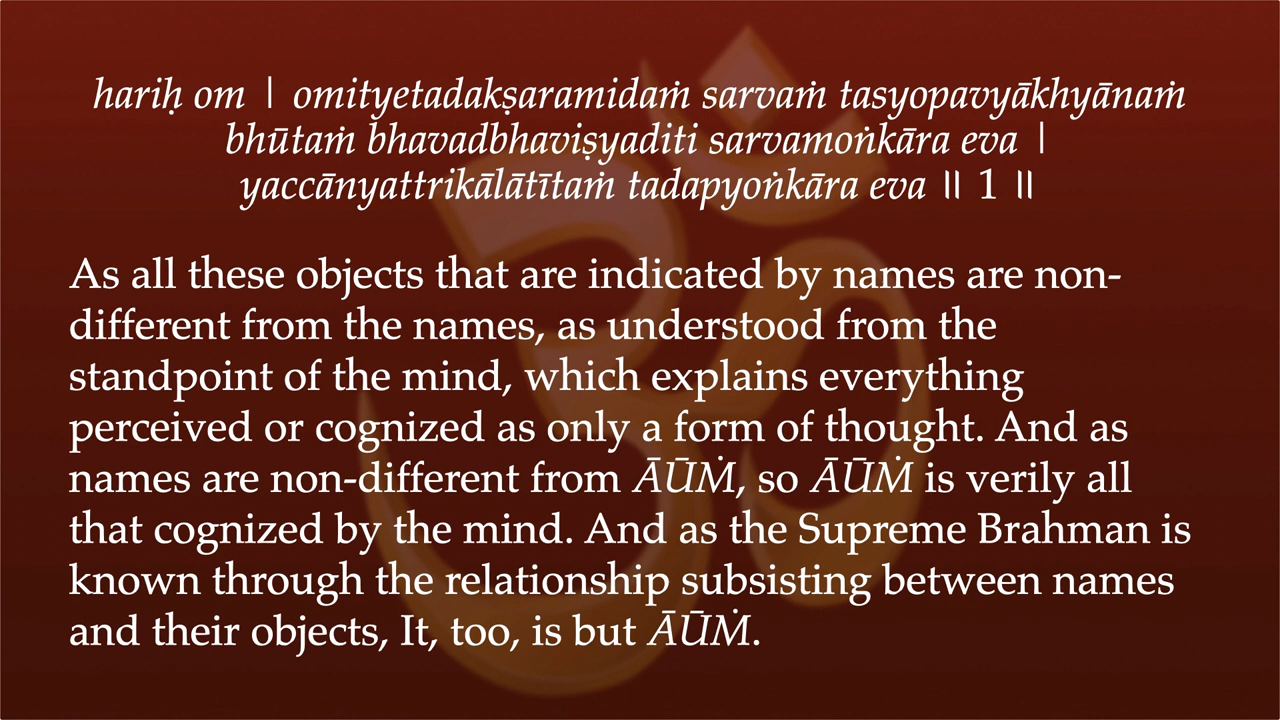 hariḥ om | omityetadakṣaramidaṁ sarvaṁ tasyopavyākhyānaṁ
bhūtaṁ bhavadbhaviṣyaditi sarvamoṅkāra eva |
yaccānyattrikālātītaṁ tadapyoṅkāra eva || 1 ||
As all these objects that are indicated by names are non-
different from the names, as understood from the
standpoint of the mind, which explains everything
perceived or cognized as only a form of thought. And as
names are non-different from ĀŪṀ, so ĀŪṀ is verily all
that cognized by the mind. And as the Supreme Brahman is
known through the relationship subsisting between names
and their objects, It, too, is but ĀŪṀ.